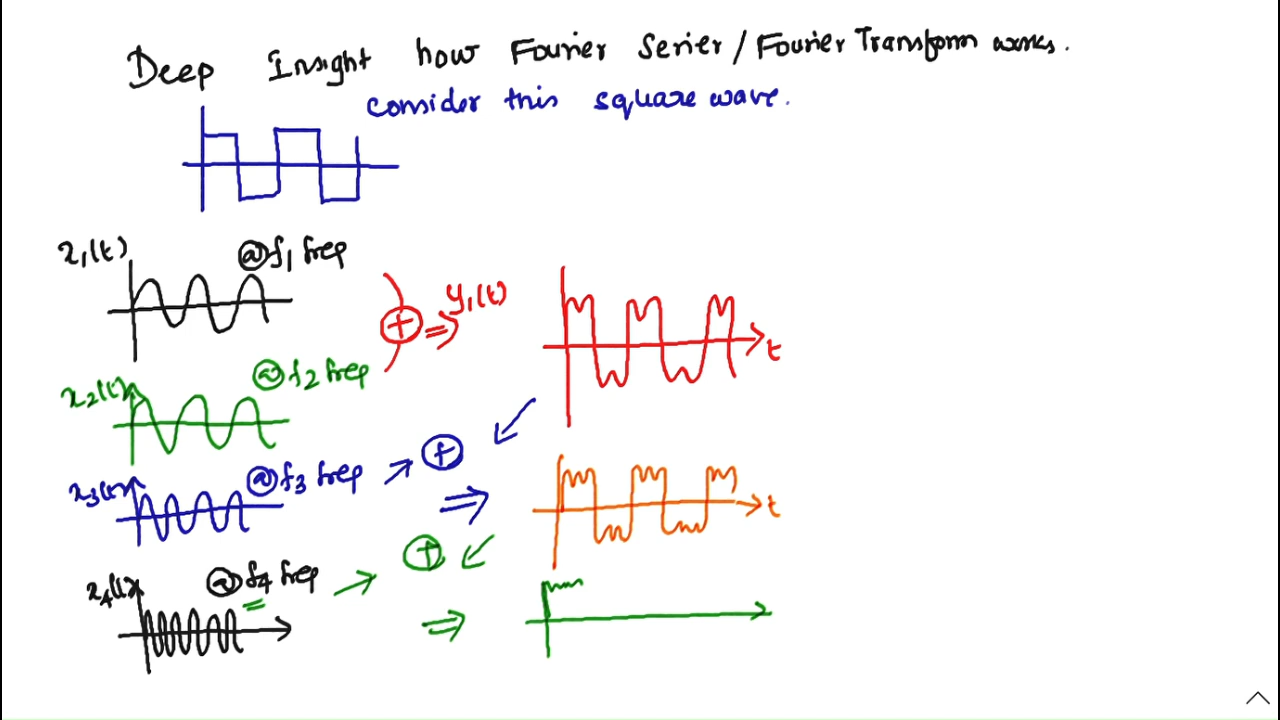 Deep Insight how Fourier Series / Fourier Transform works.
consider this square wave.
x₁(t) @ f₁ freq
+ ⇒ y₁(t)
t
x₂(t) @ f₂ freq
x₃(t) @ f₃ freq → + ⇒
t
x₄(t) @ f₄ freq → + ⇒